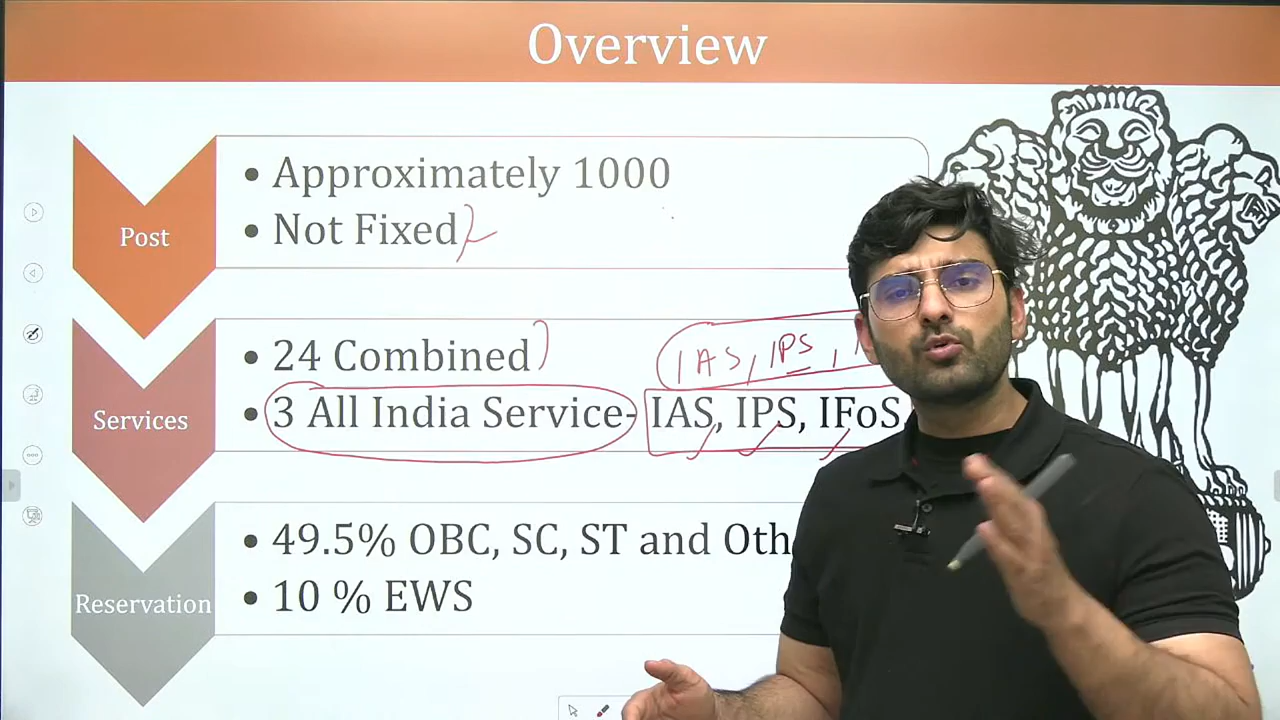 Overview
Post
• Approximately 1000
• Not Fixed
Services
• 24 Combined
IAS, IPS,
• 3 All India Service- IAS, IPS, IFoS
Reservation
• 49.5% OBC, SC, ST and Oth
• 10 % EWS